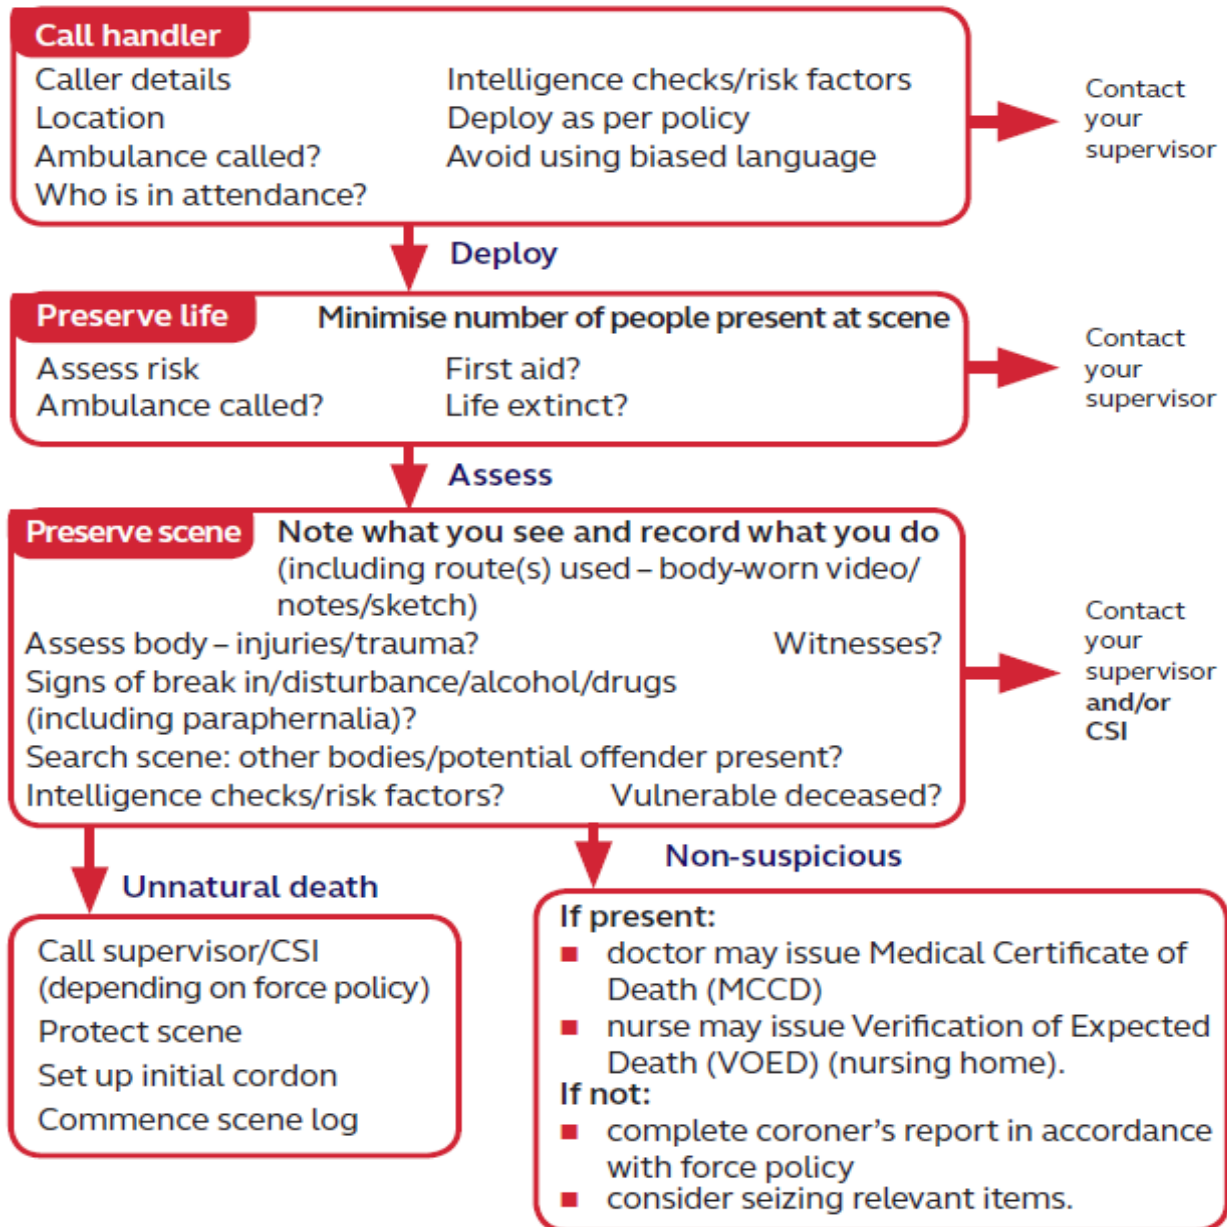 Call handler
Caller details
Location
Ambulance called?
Who is in attendance?
Intelligence checks/risk factors
Deploy as per policy
Avoid using biased language
Contact
your
supervisor
Deploy
Preserve life
Minimise number of people present at scene
Assess risk
Ambulance called?
First aid?
Life extinct?
Contact
your
supervisor
Assess
Preserve scene
Note what you see and record what you do
(including route(s) used – body-worn video/
notes/sketch)
Assess body – injuries/trauma?
Witnesses?
Signs of break in/disturbance/alcohol/drugs
(including paraphernalia)?
Search scene: other bodies/potential offender present?
Intelligence checks/risk factors?
Vulnerable deceased?
Contact
your
supervisor
and/or
CSI
Unnatural death
Call supervisor/CSI
(depending on force policy)
Protect scene
Set up initial cordon
Commence scene log
Non-suspicious
If present:
■ doctor may issue Medical Certificate of
Death (MCCD)
■ nurse may issue Verification of Expected
Death (VOED) (nursing home).
If not:
■ complete coroner’s report in accordance
with force policy
■ consider seizing relevant items.